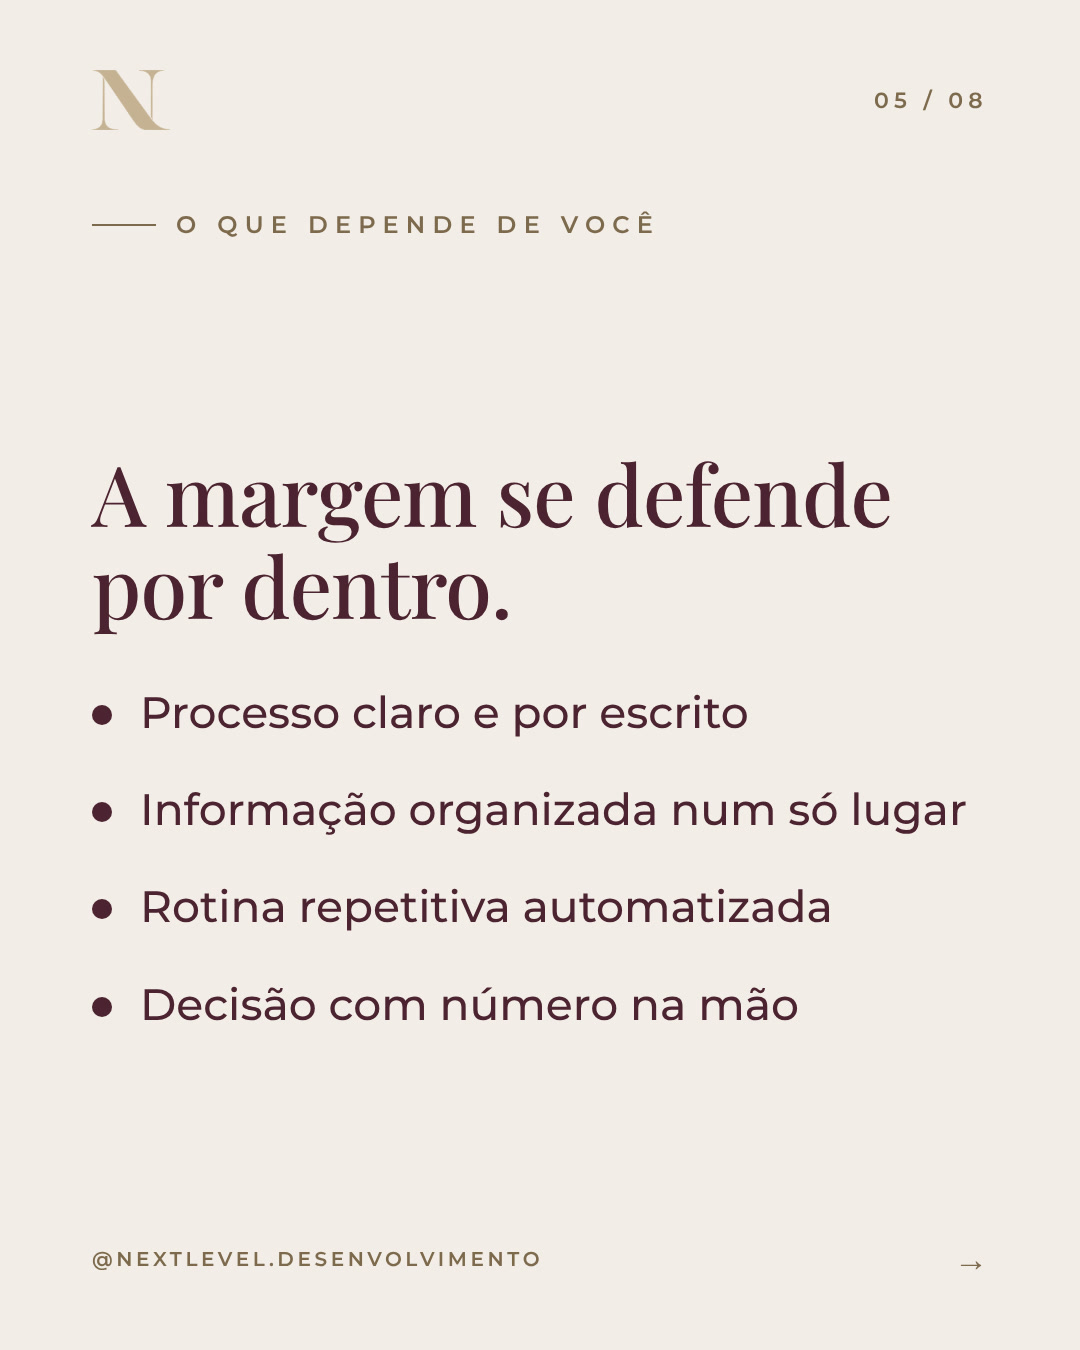 N
05 / 08
O QUE DEPENDE DE VOCÊ
A margem se defende
por dentro.
• Processo claro e por escrito
• Informação organizada num só lugar
• Rotina repetitiva automatizada
• Decisão com número na mão
@NEXTLEVEL.DESENVOLVIMENTO
→